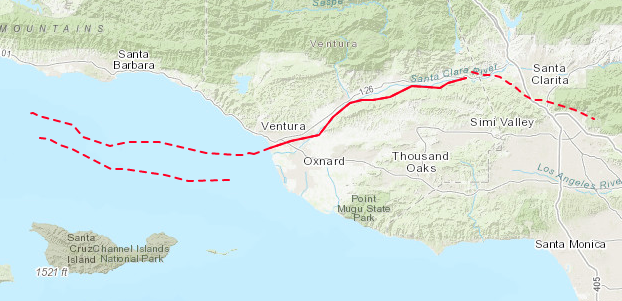 MOUNTAINS
01
Santa
Barbara
Ventura
126
Santa Clara River
Santa
Clarita
Ventura
Simi Valley
Oxnard
Thousand
Oaks
Los Angeles River
Point
Mugu State
Park
Santa
Cruz
Island
Channel Islands
National Park
1521 ft
Santa Monica
405